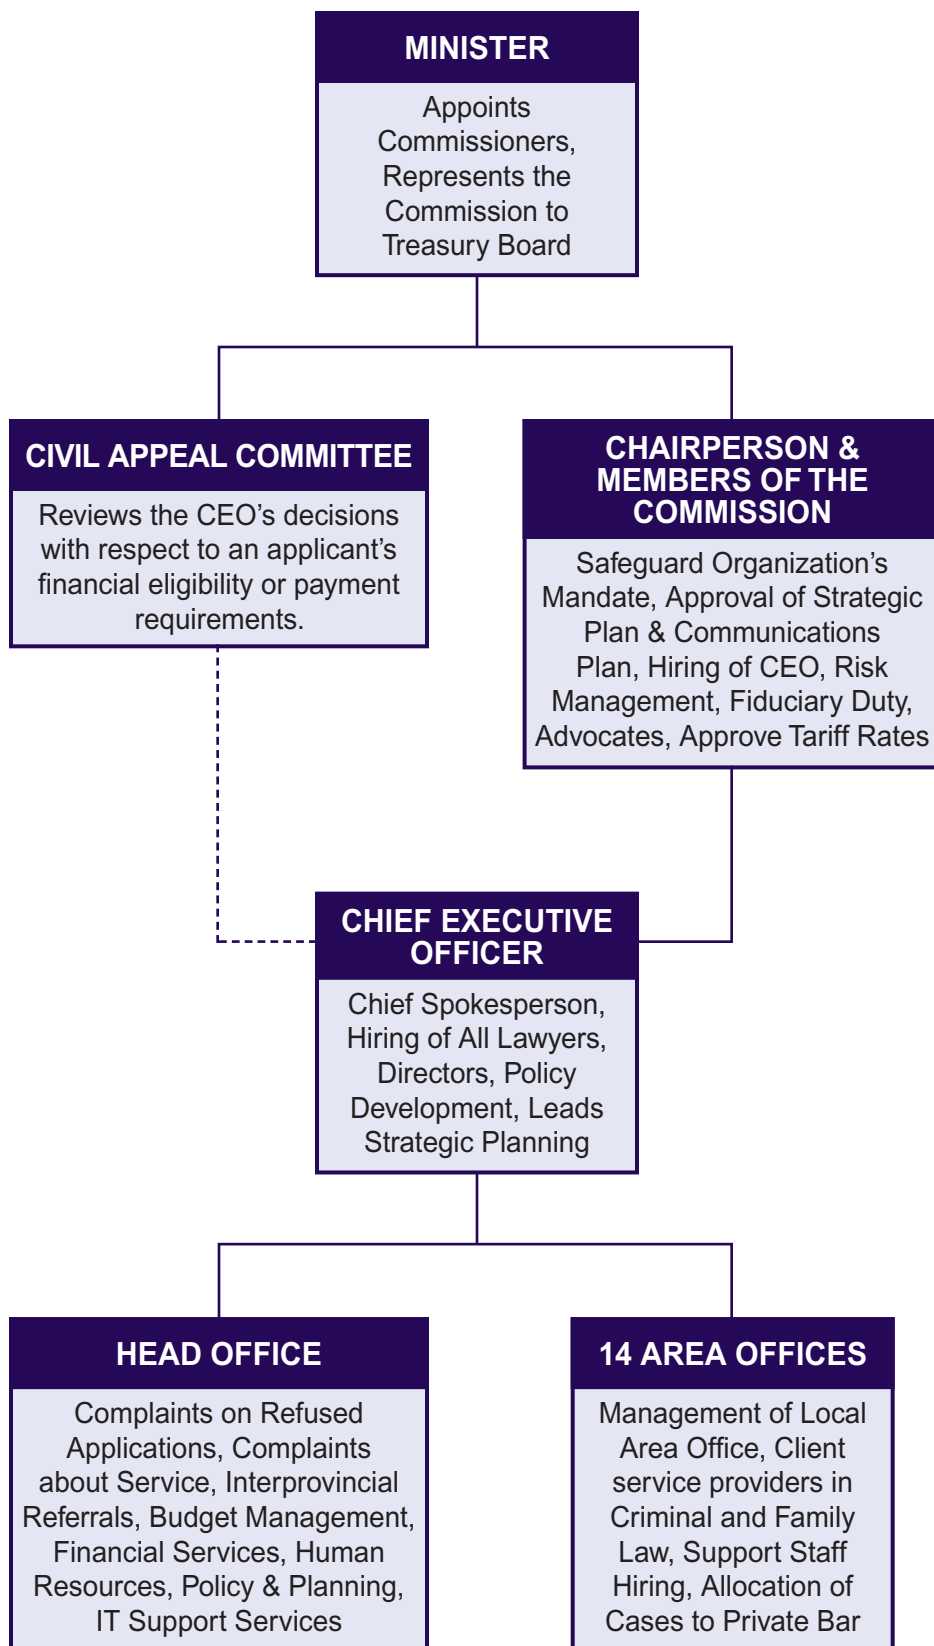 MINISTER
Appoints
Commissioners,
Represents the
Commission to
Treasury Board
CIVIL APPEAL COMMITTEE
Reviews the CEO’s decisions
with respect to an applicant’s
financial eligibility or payment
requirements.
CHAIRPERSON &
MEMBERS OF THE
COMMISSION
Safeguard Organization’s
Mandate, Approval of Strategic
Plan & Communications
Plan, Hiring of CEO, Risk
Management, Fiduciary Duty,
Advocates, Approve Tariff Rates
CHIEF EXECUTIVE
OFFICER
Chief Spokesperson,
Hiring of All Lawyers,
Directors, Policy
Development, Leads
Strategic Planning
HEAD OFFICE
Complaints on Refused
Applications, Complaints
about Service, Interprovincial
Referrals, Budget Management,
Financial Services, Human
Resources, Policy & Planning,
IT Support Services
14 AREA OFFICES
Management of Local
Area Office, Client
service providers in
Criminal and Family
Law, Support Staff
Hiring, Allocation of
Cases to Private Bar